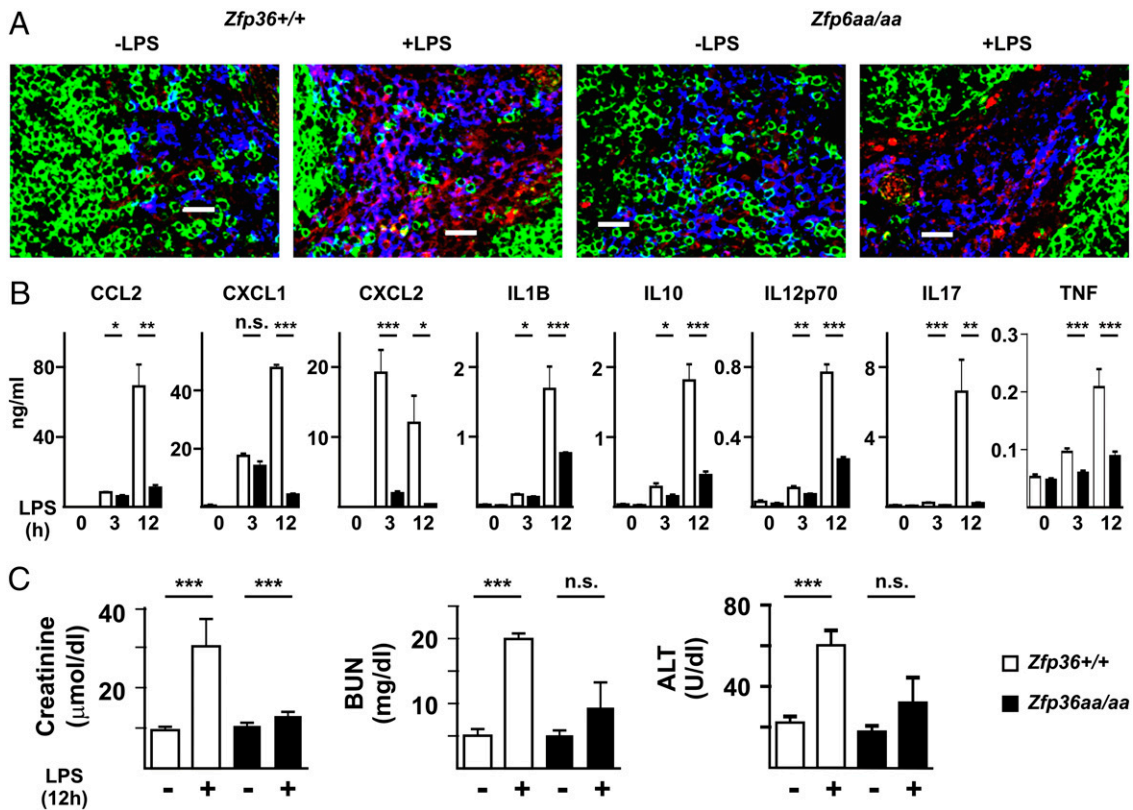 A
Zfp36+/+
Zfp6aa/aa
-LPS
+LPS
-LPS
+LPS
B
CCL2
CXCL1
CXCL2
IL1B
IL10
IL12p70
IL17
TNF
* **
n.s. ***
*** *
* ***
* ***
** ***
*** **
*** ***
ng/ml
80
40
40
20
20
10
2
1
2
1
0.8
0.4
8
4
0.3
0.2
0.1
LPS
(h)
0 3 12
0 3 12
0 3 12
0 3 12
0 3 12
0 3 12
0 3 12
0 3 12
C
Creatinine
(μmol/dl)
40
20
10
*** ***
BUN
(mg/dl)
20
10
*** n.s.
ALT
(U/dl)
80
40
20
*** n.s.
Zfp36+/+
Zfp36aa/aa
LPS
(12h)
- + - +
- + - +
- + - +